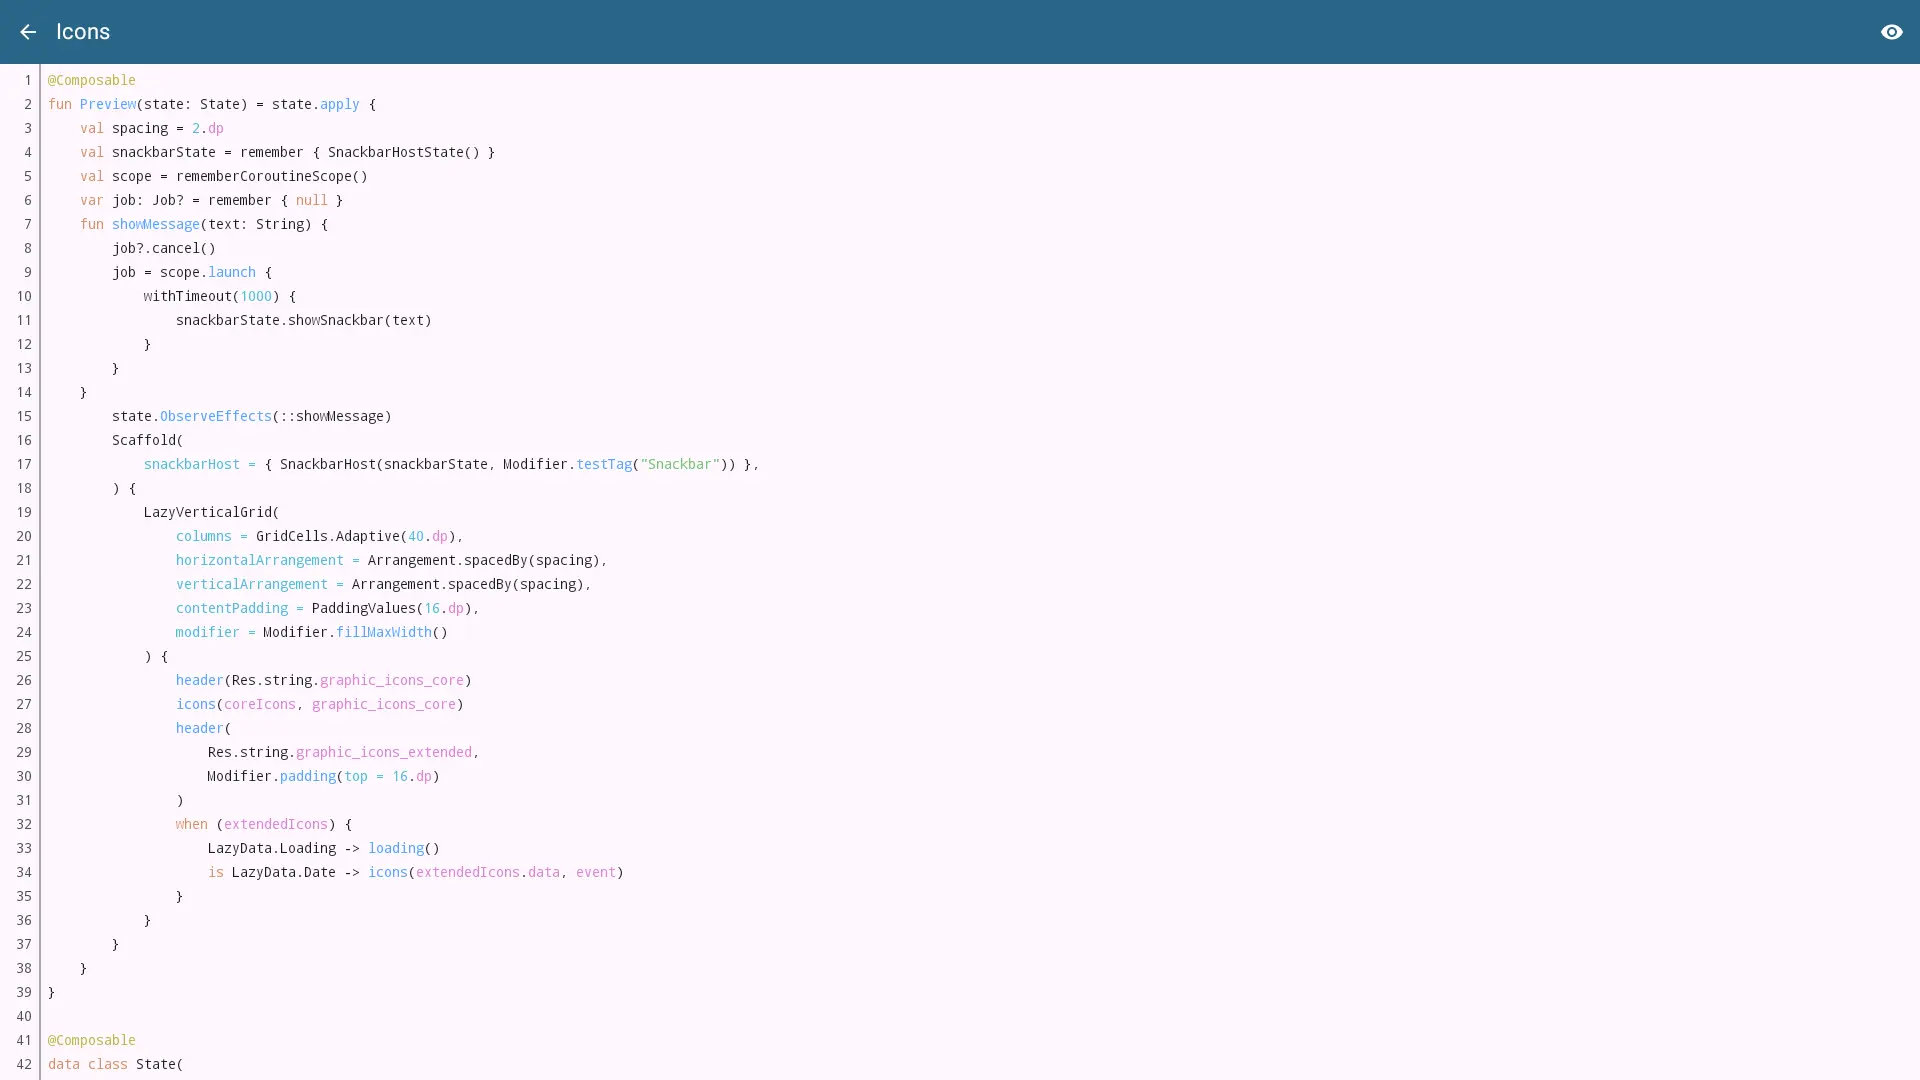 Icons
1 @Composable
2 fun Preview(state: State) = state.apply {
3     val spacing = 2.dp
4     val snackbarState = remember { SnackbarHostState() }
5     val scope = rememberCoroutineScope()
6     var job: Job? = remember { null }
7     fun showMessage(text: String) {
8         job?.cancel()
9         job = scope.launch {
10             withTimeout(1000) {
11                 snackbarState.showSnackbar(text)
12             }
13         }
14     }
15         state.ObserveEffects(::showMessage)
16         Scaffold(
17             snackbarHost = { SnackbarHost(snackbarState, Modifier.testTag("Snackbar")) },
18         ) {
19             LazyVerticalGrid(
20                 columns = GridCells.Adaptive(40.dp),
21                 horizontalArrangement = Arrangement.spacedBy(spacing),
22                 verticalArrangement = Arrangement.spacedBy(spacing),
23                 contentPadding = PaddingValues(16.dp),
24                 modifier = Modifier.fillMaxWidth()
25             ) {
26                 header(Res.string.graphic_icons_core)
27                 icons(coreIcons, graphic_icons_core)
28                 header(
29                     Res.string.graphic_icons_extended,
30                     Modifier.padding(top = 16.dp)
31                 )
32                 when (extendedIcons) {
33                     LazyData.Loading -> loading()
34                     is LazyData.Date -> icons(extendedIcons.data, event)
35                 }
36             }
37         }
38     }
39 }
40
41 @Composable
42 data class State(